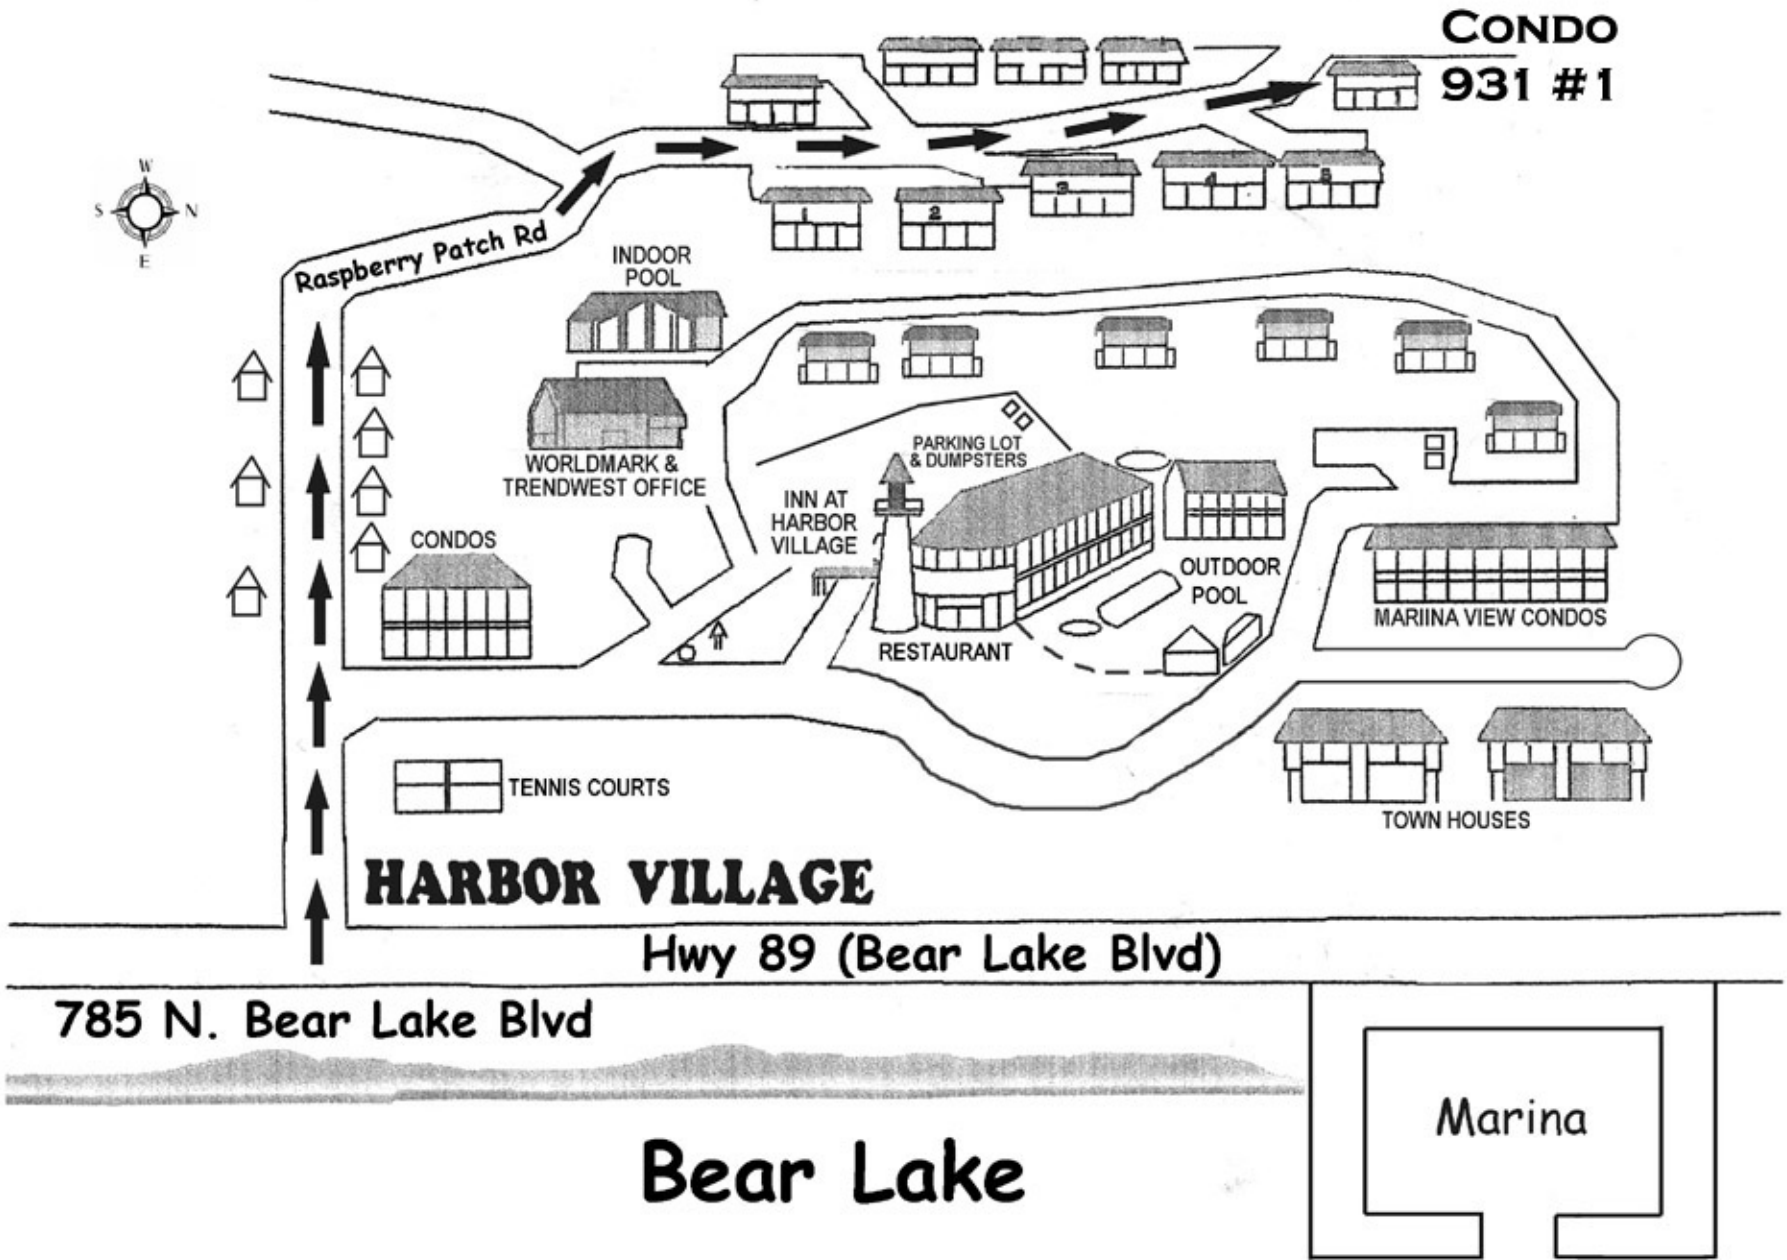 CONDO
931 #1
W
S N
E
1
2
3
4
5
Raspberry Patch Rd
INDOOR
POOL
WORLDMARK &
TRENDWEST OFFICE
PARKING LOT
& DUMPSTERS
INN AT
HARBOR
VILLAGE
CONDOS
OUTDOOR
POOL
MARIINA VIEW CONDOS
RESTAURANT
TENNIS COURTS
TOWN HOUSES
HARBOR VILLAGE
Hwy 89 (Bear Lake Blvd)
785 N. Bear Lake Blvd
Marina
Bear Lake